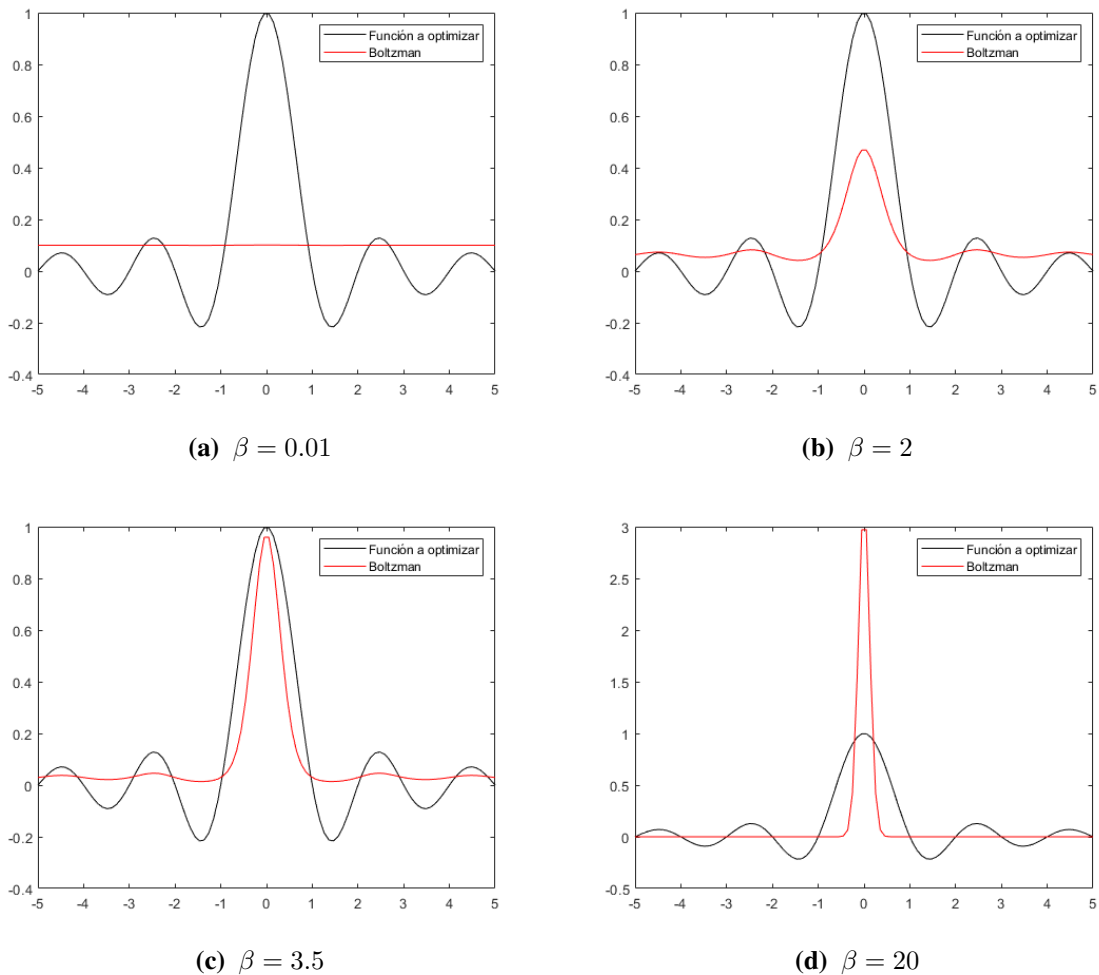 1
0.8
0.6
0.4
0.2
0
-0.2
-0.4
-5 -4 -3 -2 -1 0 1 2 3 4 5
Función a optimizar
Boltzman
(a) β = 0.01
1
0.8
0.6
0.4
0.2
0
-0.2
-0.4
-5 -4 -3 -2 -1 0 1 2 3 4 5
Función a optimizar
Boltzman
(b) β = 2
1
0.8
0.6
0.4
0.2
0
-0.2
-0.4
-5 -4 -3 -2 -1 0 1 2 3 4 5
Función a optimizar
Boltzman
(c) β = 3.5
3
2.5
2
1.5
1
0.5
0
-0.5
-5 -4 -3 -2 -1 0 1 2 3 4 5
Función a optimizar
Boltzman
(d) β = 20